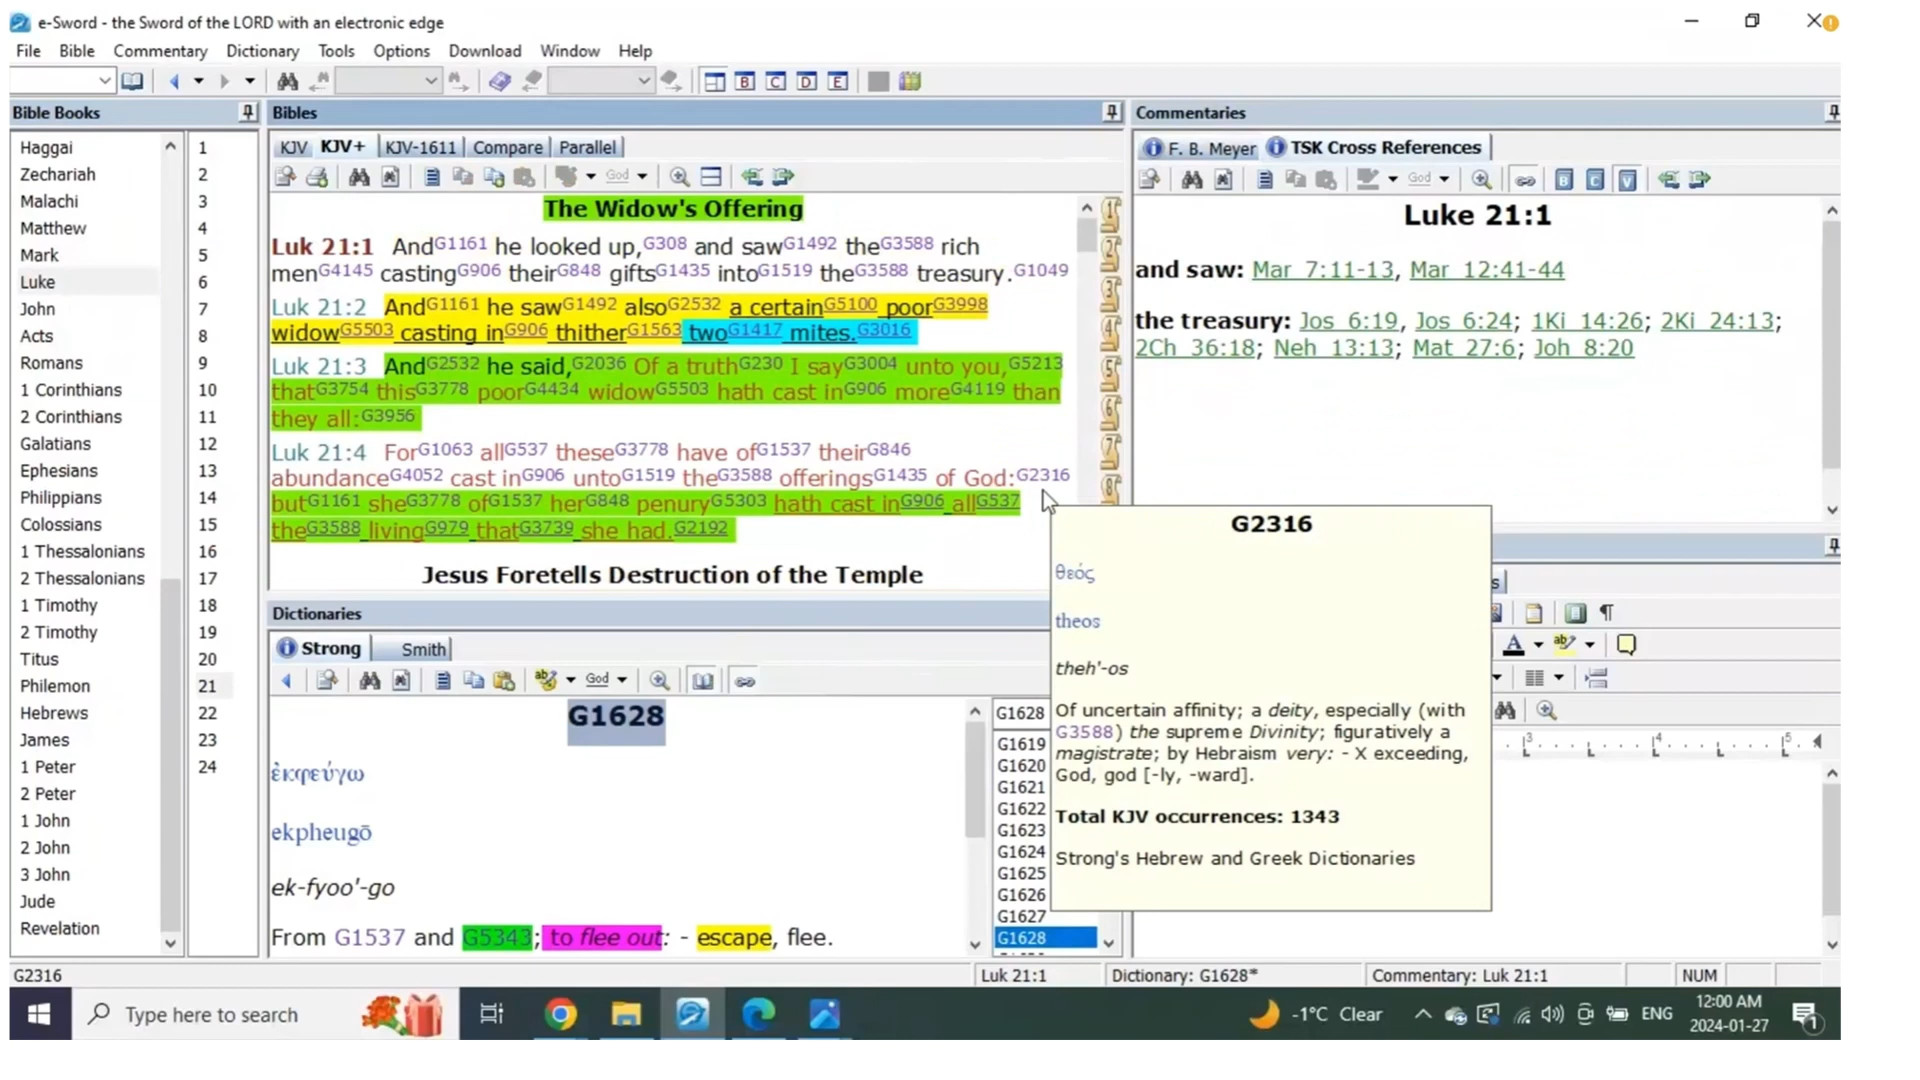 e-Sword - the Sword of the LORD with an electronic edge
File Bible Commentary Dictionary Tools Options Download Window Help
B C D E
Bible Books
Haggai
Zechariah
Malachi
Matthew
Mark
Luke
John
Acts
Romans
1 Corinthians
2 Corinthians
Galatians
Ephesians
Philippians
Colossians
1 Thessalonians
2 Thessalonians
1 Timothy
2 Timothy
Titus
Philemon
Hebrews
James
1 Peter
2 Peter
1 John
2 John
3 John
Jude
Revelation
1
2
3
4
5
6
7
8
9
10
11
12
13
14
15
16
17
18
19
20
21
22
23
24
Bibles
KJV KJV+ KJV-1611 Compare Parallel
God
The Widow's Offering
Luk 21:1 AndG1161 he looked up,G308 and sawG1492 theG3588 rich
menG4145 castingG906 theirG848 giftsG1435 intoG1519 theG3588 treasury.G1049
Luk 21:2 AndG1161 he sawG1492 alsoG2532 a certainG5100 poorG3998
widowG5503 casting inG906 thitherG1563 twoG1417 mites.G3016
Luk 21:3 AndG2532 he said,G2036 Of a truthG230 I sayG3004 unto you,G5213
thatG3754 thisG3778 poorG4434 widowG5503 hath cast inG906 moreG4119 than
they all:G3956
Luk 21:4 ForG1063 allG537 theseG3778 have ofG1537 theirG846
abundanceG4052 cast inG906 untoG1519 theG3588 offeringsG1435 of God:G2316
butG1161 sheG3778 ofG1537 herG848 penuryG5303 hath cast inG906 allG537
theG3588 livingG979 thatG3739 she had.G2192
Jesus Foretells Destruction of the Temple
1
2
3
4
5
6
7
8
Dictionaries
Strong Smith
God
G1628
ἐκφεύγω
ekpheugō
ek-fyoo'-go
From G1537 and G5343; to flee out: - escape, flee.
G1628
G1619
G1620
G1621
G1622
G1623
G1624
G1625
G1626
G1627
G1628
Commentaries
F. B. Meyer TSK Cross References
God B C V
Luke 21:1
and saw: Mar 7:11-13, Mar 12:41-44
the treasury: Jos 6:19, Jos 6:24; 1Ki 14:26; 2Ki 24:13;
2Ch 36:18; Neh 13:13; Mat 27:6; Joh 8:20
G2316
θεός
theos
theh'-os
Of uncertain affinity; a deity, especially (with
G3588) the supreme Divinity; figuratively a
magistrate; by Hebraism very: - X exceeding,
God, god [-ly, -ward].
Total KJV occurrences: 1343
Strong's Hebrew and Greek Dictionaries
s
A ab
3 4 5
G2316 Luk 21:1 Dictionary: G1628* Commentary: Luk 21:1 NUM
Type here to search
-1°C Clear
ENG
12:00 AM
2024-01-27
1